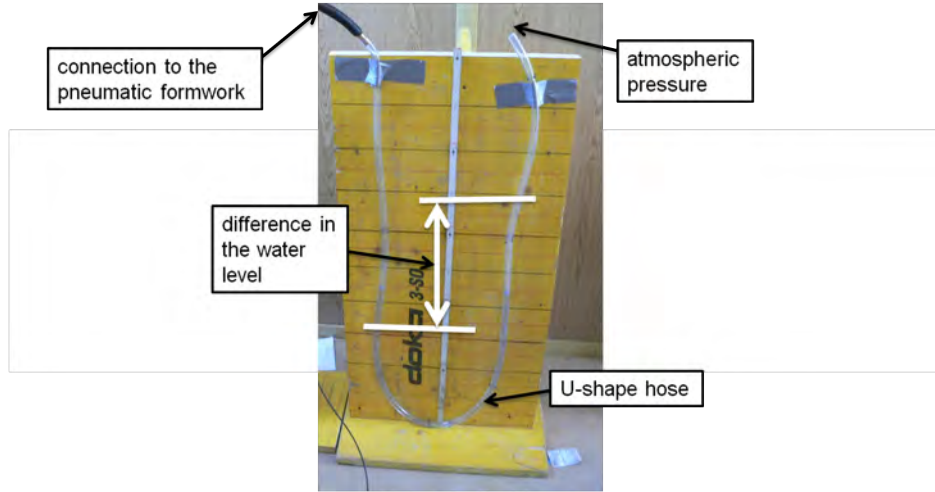 connection to the
pneumatic formwork
atmospheric
pressure
difference in
the water
level
doka 3-SO
U-shape hose